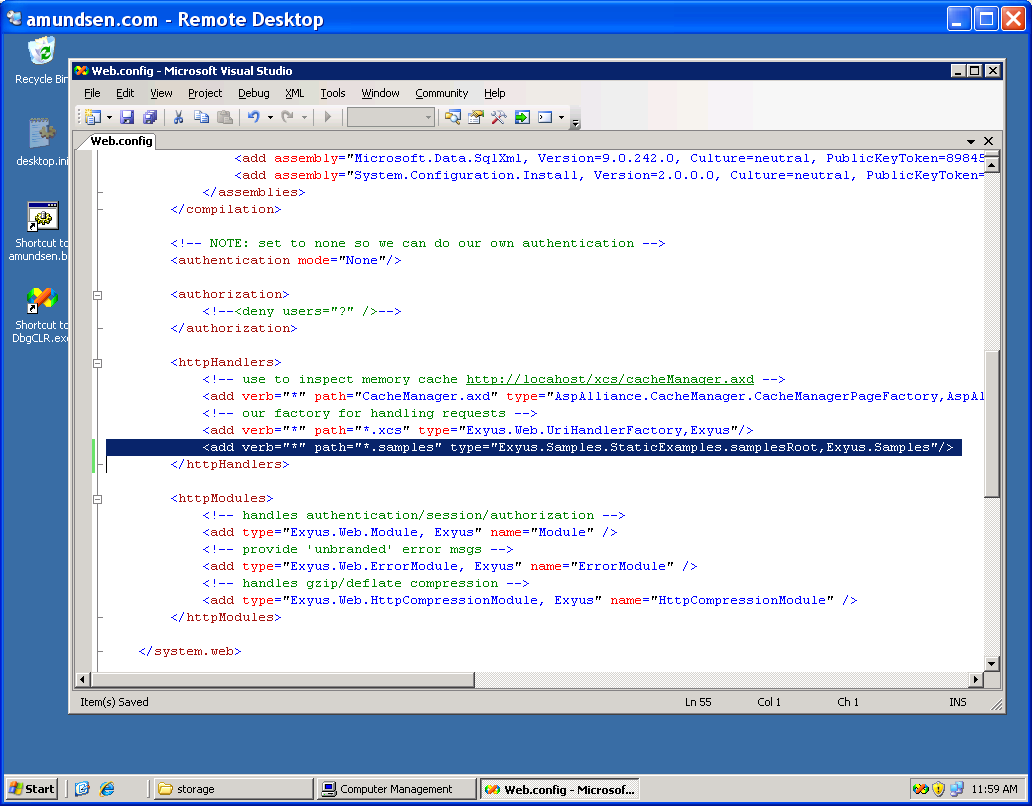 amundsen.com - Remote Desktop
Recycle Bin
desktop.ini
Shortcut to
amundsen.b
Shortcut to
DbgCLR.exe
Web.config - Microsoft Visual Studio
File Edit View Project Debug XML Tools Window Community Help
Web.config
<add assembly="Microsoft.Data.SqlXml, Version=9.0.242.0, Culture=neutral, PublicKeyToken=89845
<add assembly="System.Configuration.Install, Version=2.0.0.0, Culture=neutral, PublicKeyToken=
</assemblies>
</compilation>
<!-- NOTE: set to none so we can do our own authentication -->
<authentication mode="None"/>
<authorization>
<!--<deny users="?" />-->
</authorization>
<httpHandlers>
<!-- use to inspect memory cache http://locahost/xcs/cacheManager.axd -->
<add verb="*" path="CacheManager.axd" type="AspAlliance.CacheManager.CacheManagerPageFactory,AspAl
<!-- our factory for handling requests -->
<add verb="*" path="*.xcs" type="Exyus.Web.UriHandlerFactory,Exyus"/>
<add verb="*" path="*.samples" type="Exyus.Samples.StaticExamples.samplesRoot,Exyus.Samples"/>
</httpHandlers>
<httpModules>
<!-- handles authentication/session/authorization -->
<add type="Exyus.Web.Module, Exyus" name="Module" />
<!-- provide 'unbranded' error msgs -->
<add type="Exyus.Web.ErrorModule, Exyus" name="ErrorModule" />
<!-- handles gzip/deflate compression -->
<add type="Exyus.Web.HttpCompressionModule, Exyus" name="HttpCompressionModule" />
</httpModules>
</system.web>
Item(s) Saved Ln 55 Col 1 Ch 1 INS
Start storage Computer Management Web.config - Microsof... 11:59 AM